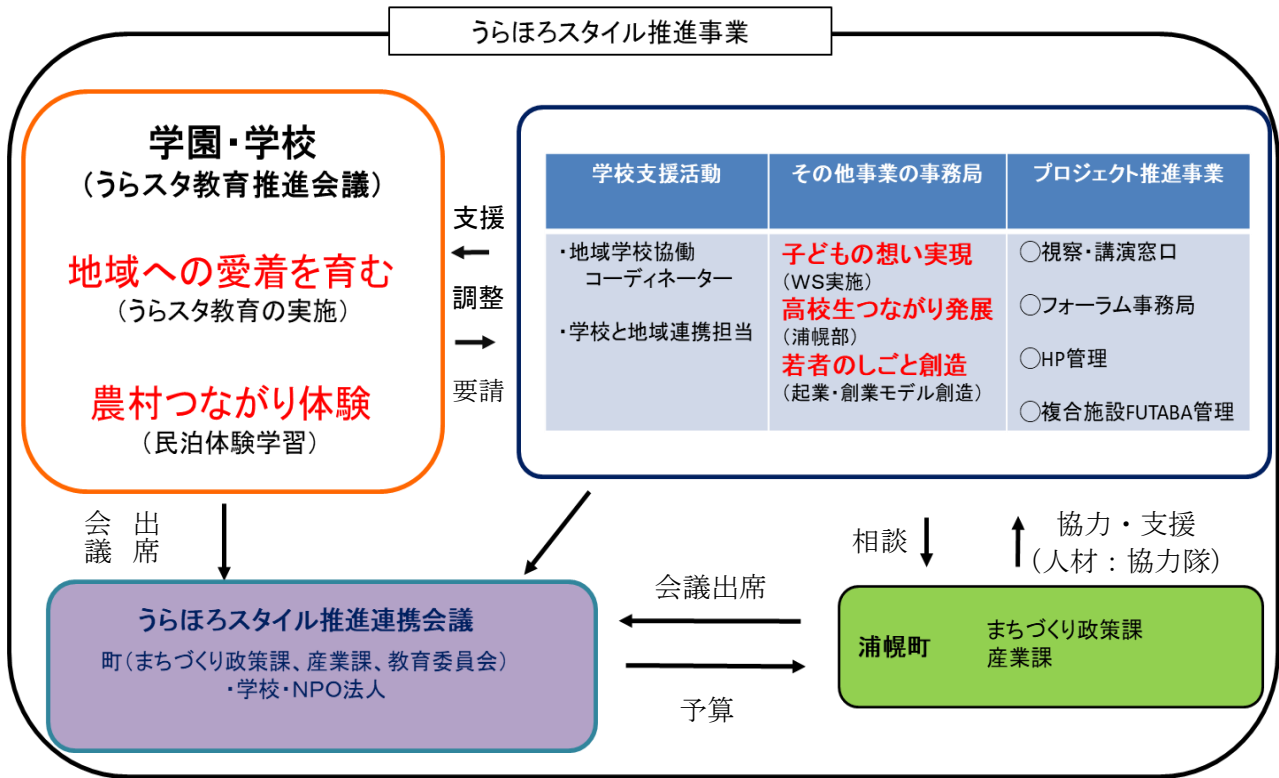 うらほろスタイル推進事業
学園・学校
（うらスタ教育推進会議）
地域への愛着を育む
（うらスタ教育の実施）
農村つながり体験
（民泊体験学習）
支援
調整
要請
学校支援活動
・地域学校協働
コーディネーター
・学校と地域連携担当
その他事業の事務局
子どもの想い実現
（WS実施）
高校生つながり発展
（浦幌部）
若者のしごと創造
（起業・創業モデル創造）
プロジェクト推進事業
○視察・講演窓口
○フォーラム事務局
○HP管理
○複合施設FUTABA管理
会議
出席
相談
協力・支援
（人材：協力隊）
うらほろスタイル推進連携会議
町（まちづくり政策課、産業課、教育委員会）
・学校・NPO法人
会議出席
予算
浦幌町
まちづくり政策課
産業課